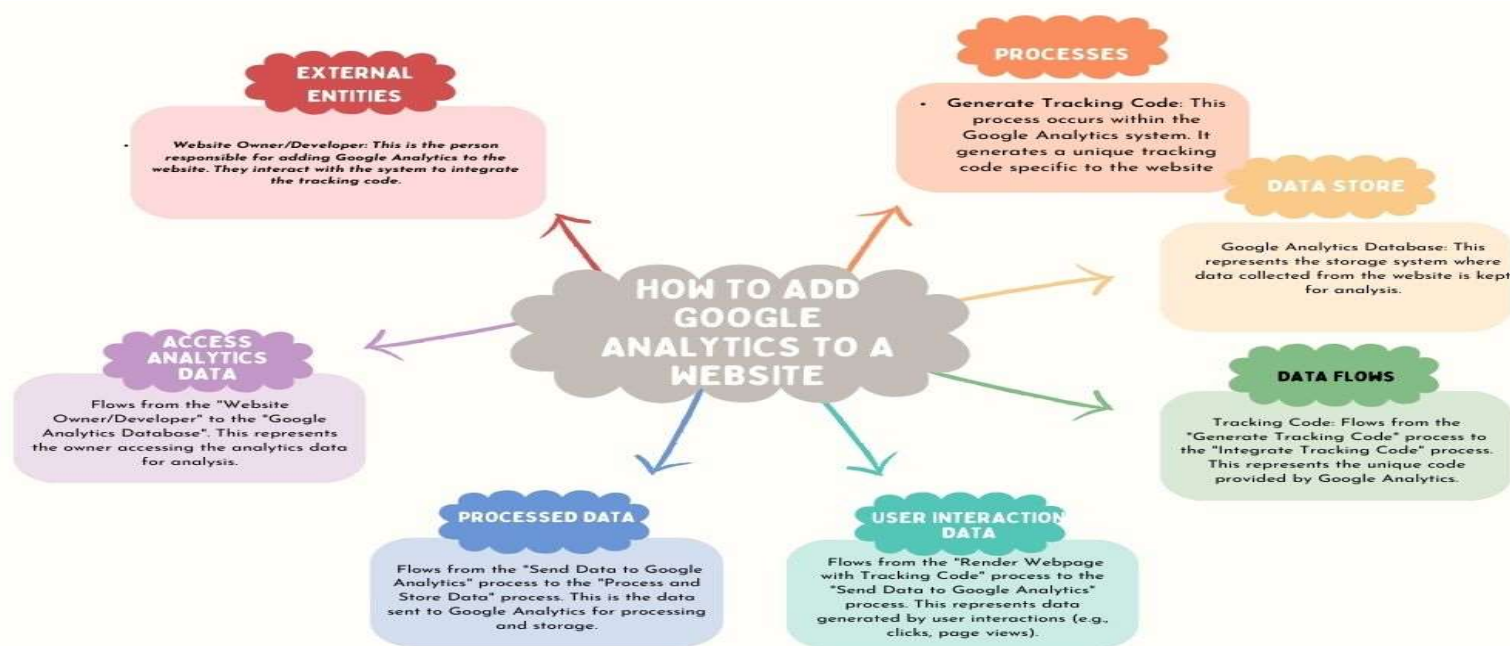 EXTERNAL
ENTITIES
• Website Owner/Developer: This is the person
responsible for adding Google Analytics to the
website. They interact with the system to integrate
the tracking code.
PROCESSES
• Generate Tracking Code: This
process occurs within the
Google Analytics system. It
generates a unique tracking
code specific to the website
DATA STORE
Google Analytics Database: This
represents the storage system where
data collected from the website is kept
for analysis.
HOW TO ADD
GOOGLE
ANALYTICS TO A
WEBSITE
ACCESS
ANALYTICS
DATA
Flows from the "Website
Owner/Developer" to the "Google
Analytics Database". This represents
the owner accessing the analytics data
for analysis.
DATA FLOWS
Tracking Code: Flows from the
"Generate Tracking Code" process to
the "Integrate Tracking Code" process.
This represents the unique code
provided by Google Analytics.
PROCESSED DATA
Flows from the "Send Data to Google
Analytics" process to the "Process and
Store Data" process. This is the data
sent to Google Analytics for processing
and storage.
USER INTERACTION
DATA
Flows from the "Render Webpage
with Tracking Code" process to the
"Send Data to Google Analytics"
process. This represents data
generated by user interactions (e.g.,
clicks, page views).